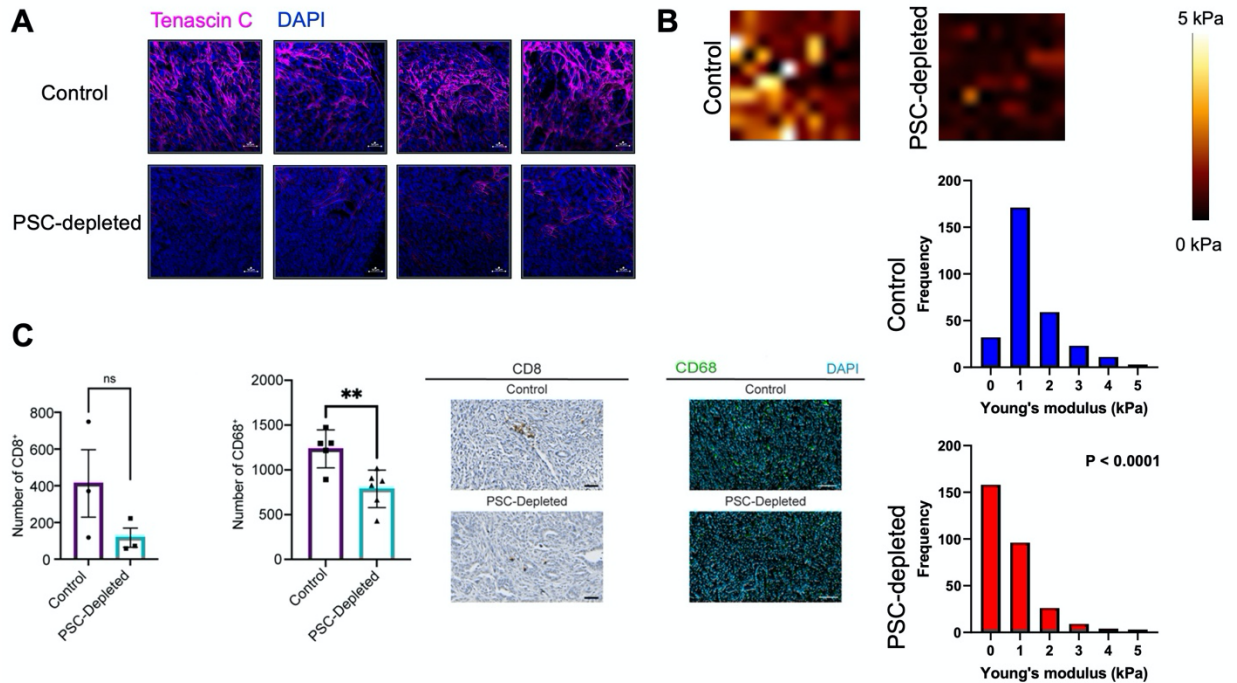 A
Tenascin C DAPI
Control
PSC-depleted
B
Control
PSC-depleted
5 kPa
0 kPa
Control
Frequency
200
150
100
50
0
0 1 2 3 4 5
Young's modulus (kPa)
PSC-depleted
Frequency
200
150
100
50
0
P < 0.0001
0 1 2 3 4 5
Young's modulus (kPa)
C
Number of CD8⁺
800
600
400
200
0
ns
Control
PSC-Depleted
Number of CD68⁺
2000
1500
1000
500
0
**
Control
PSC-Depleted
CD8
Control
PSC-Depleted
CD68 DAPI
Control
PSC-Depleted